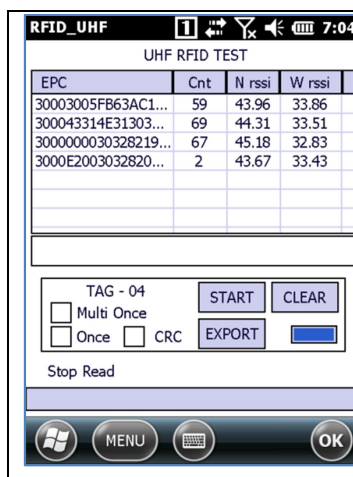 RFID_UHF 1 7:04
UHF RFID TEST
EPC Cnt N rssi W rssi
30003005FB63AC1... 59 43.96 33.86
300043314E31303... 69 44.31 33.51
3000000030328219... 67 45.18 32.83
3000E2003032820... 2 43.67 33.43
TAG - 04
START CLEAR
Multi Once
Once CRC EXPORT
Stop Read
MENU OK